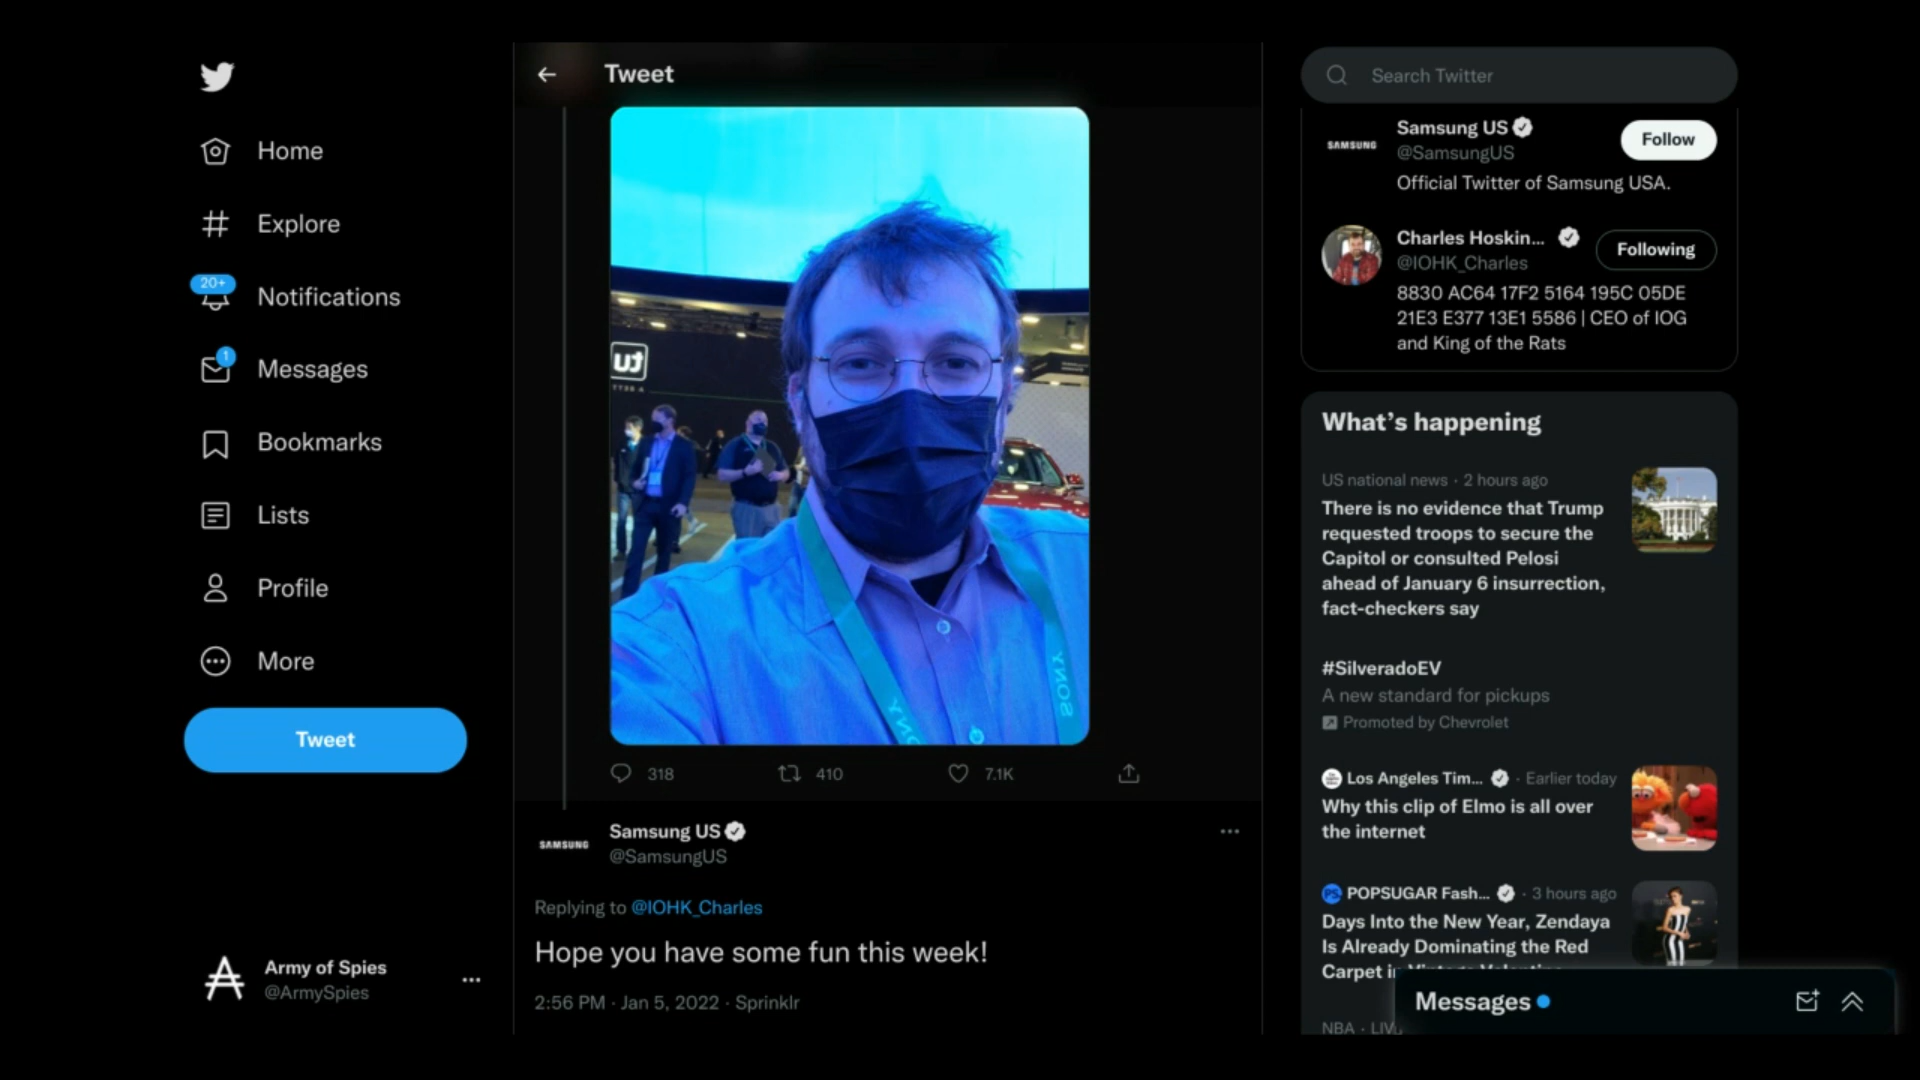 Home
Explore
20+
Notifications
1
Messages
Bookmarks
Lists
Profile
More
Tweet
Army of Spies
@ArmySpies
Tweet
SONY
318
410
7.1K
SAMSUNG
Samsung US
@SamsungUS
Replying to @IOHK_Charles
Hope you have some fun this week!
2:56 PM · Jan 5, 2022 · Sprinklr
Search Twitter
SAMSUNG
Samsung US
@SamsungUS
Follow
Official Twitter of Samsung USA.
Charles Hoskin...
@IOHK_Charles
Following
8830 AC64 17F2 5164 195C 05DE
21E3 E377 13E1 5586 | CEO of IOG
and King of the Rats
What's happening
US national news · 2 hours ago
There is no evidence that Trump
requested troops to secure the
Capitol or consulted Pelosi
ahead of January 6 insurrection,
fact-checkers say
#SilveradoEV
A new standard for pickups
Promoted by Chevrolet
Los Angeles Tim... · Earlier today
Why this clip of Elmo is all over
the internet
POPSUGAR Fash... · 3 hours ago
Days Into the New Year, Zendaya
Is Already Dominating the Red
Carpet
Messages
NBA